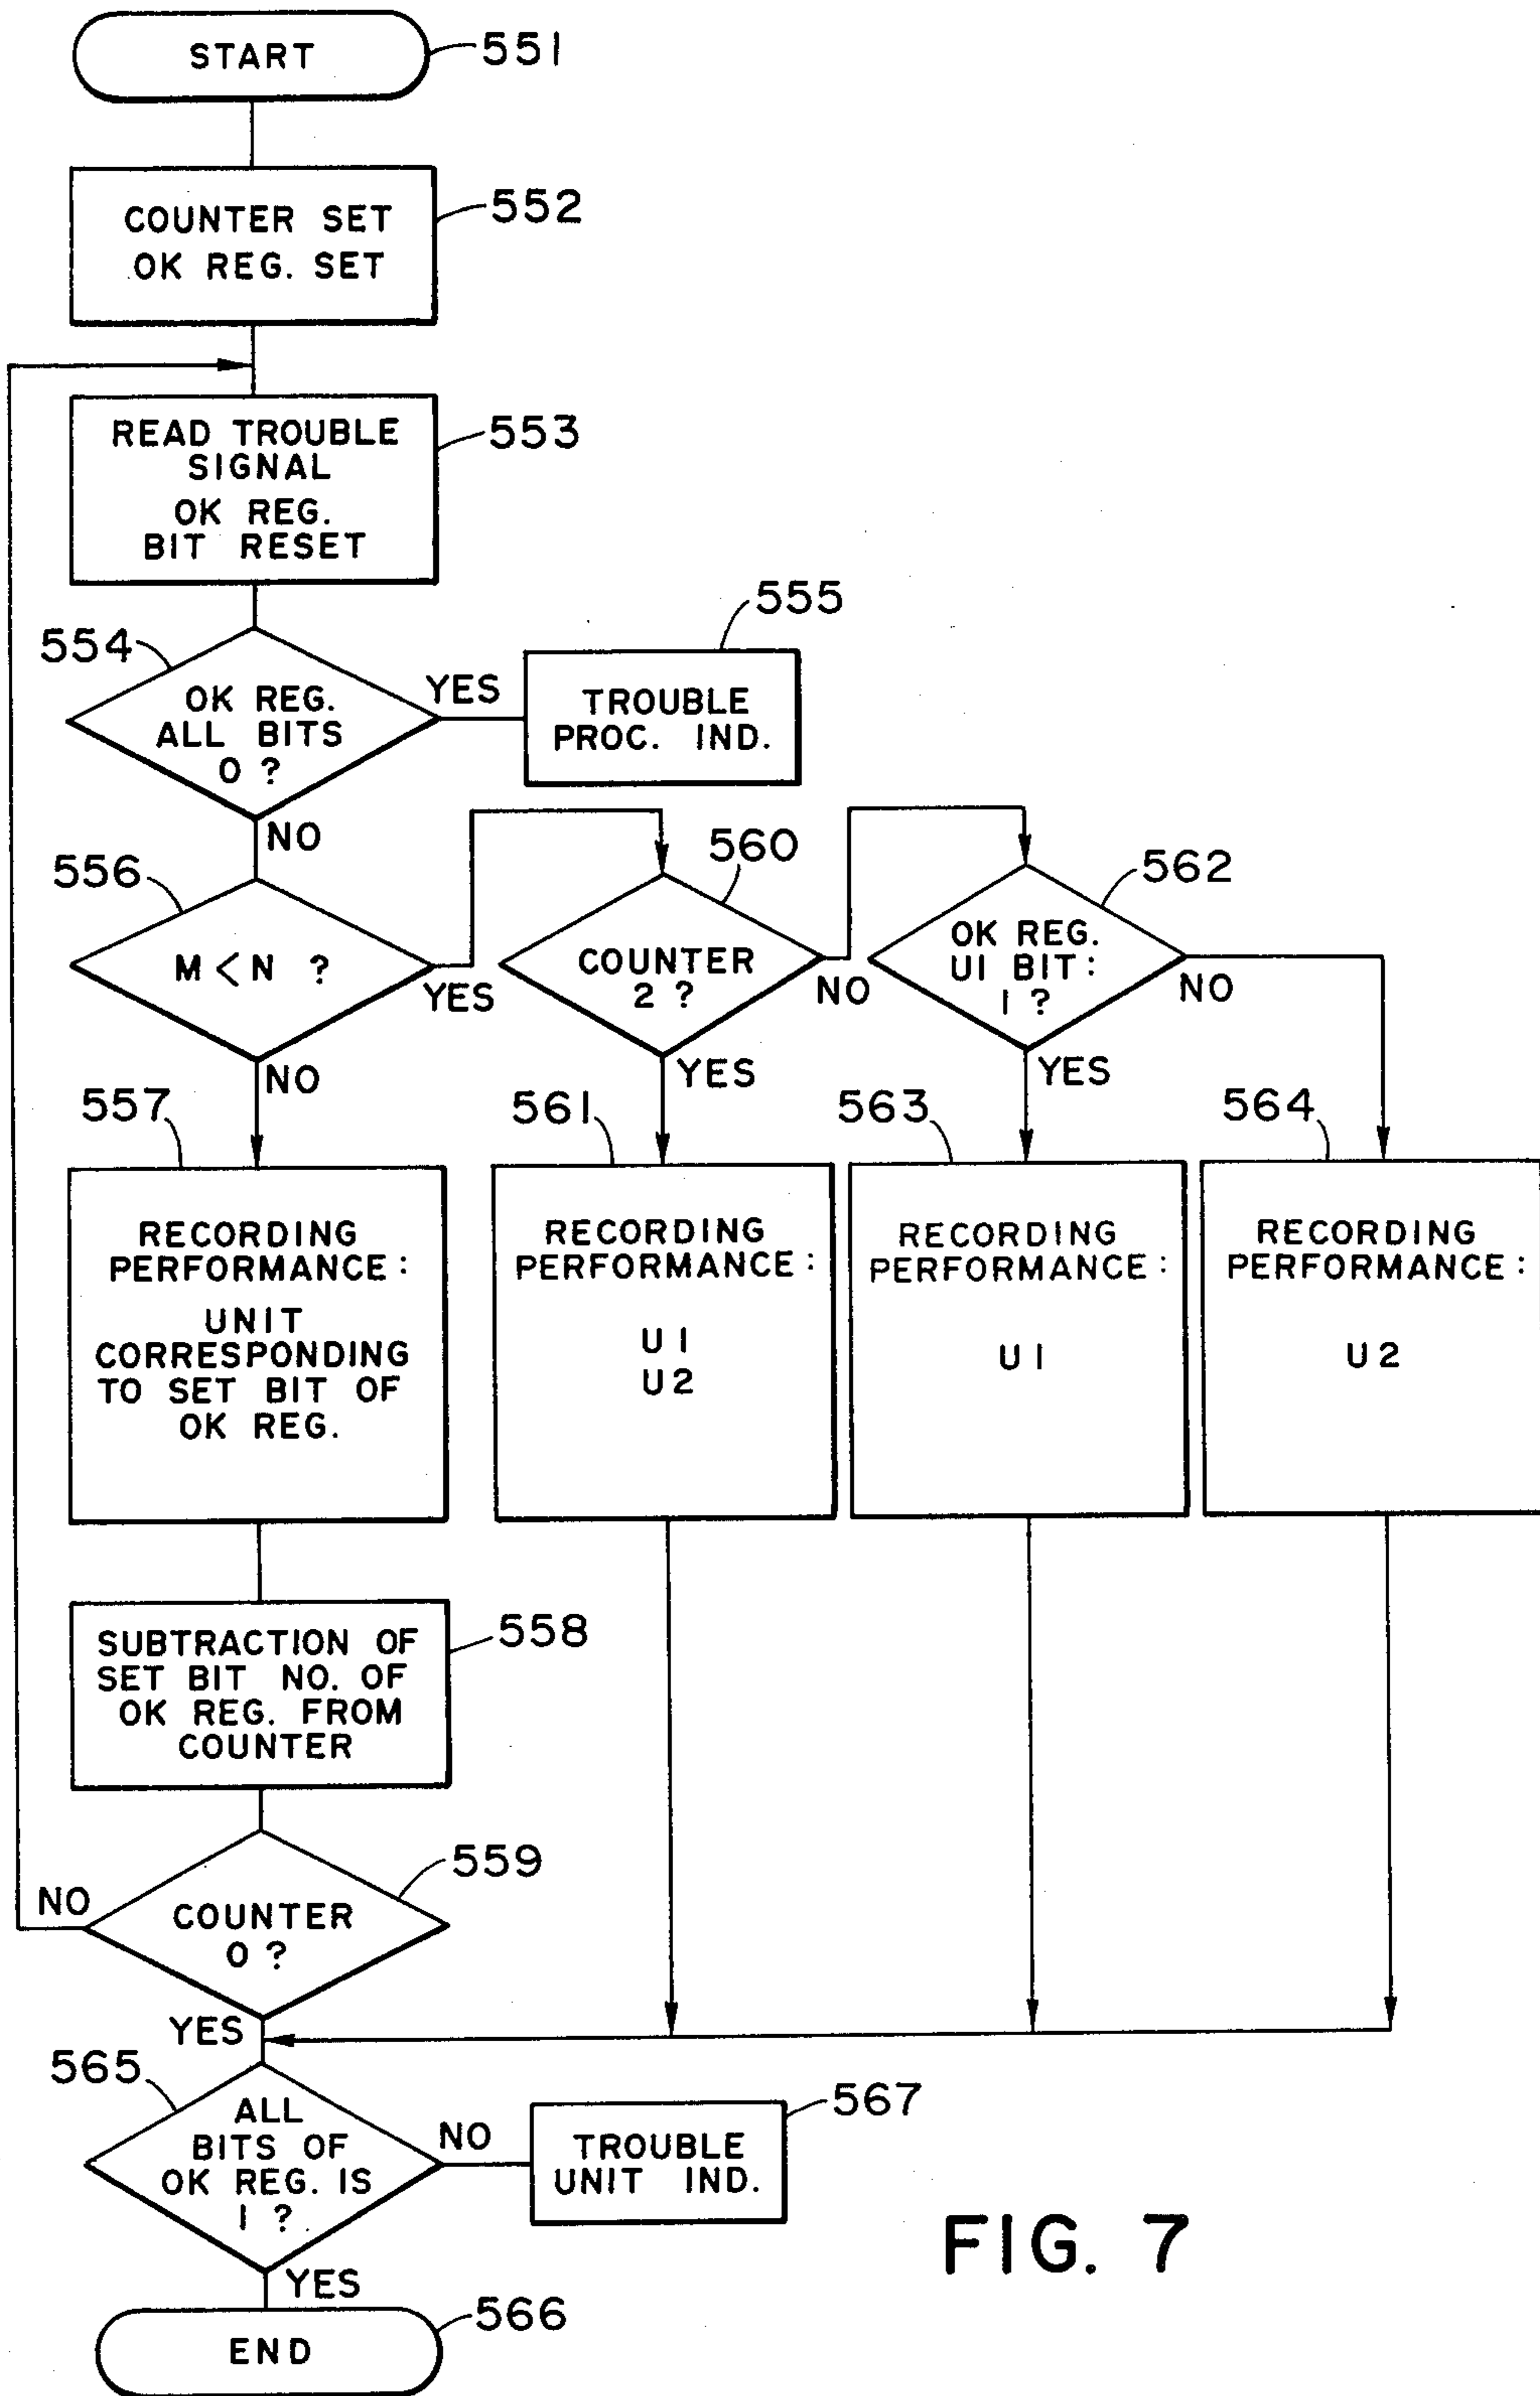 START
551
COUNTER SET
OK REG. SET
552
READ TROUBLE
SIGNAL
OK REG.
BIT RESET
553
554
OK REG.
ALL BITS
0 ?
YES
NO
555
TROUBLE
PROC. IND.
556
M < N ?
YES
NO
560
COUNTER
2 ?
NO
YES
562
OK REG.
U1 BIT:
1 ?
NO
YES
557
RECORDING
PERFORMANCE:
UNIT
CORRESPONDING
TO SET BIT OF
OK REG.
561
RECORDING
PERFORMANCE:
U1
U2
563
RECORDING
PERFORMANCE:
U1
564
RECORDING
PERFORMANCE:
U2
SUBTRACTION OF
SET BIT NO. OF
OK REG. FROM
COUNTER
558
559
NO
COUNTER
0 ?
YES
565
ALL
BITS OF
OK REG. IS
1 ?
NO
YES
567
TROUBLE
UNIT IND.
END
566
FIG. 7